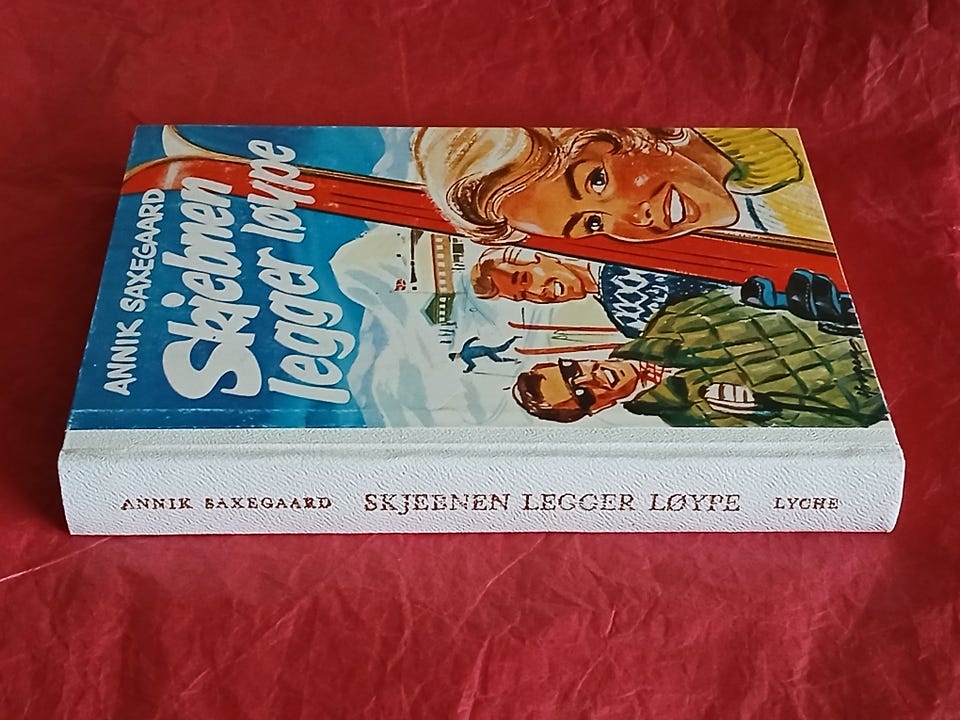 ANNIK SAXEGAARD
Skjebnen
legger løype
ANNIK SAXEGAARD SKJEBNEN LEGGER LØYPE LYCHE